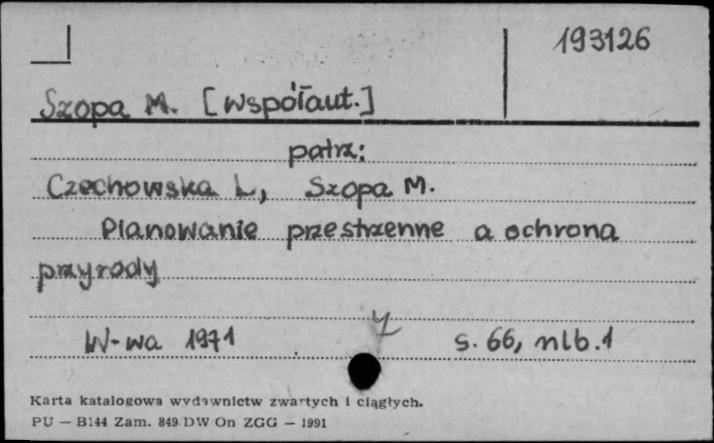 193126
Szopa M. [współaut.]
patrz:
Czechowska L, Szopa M.
Planowanie przestrzenne a ochrona
przyrody
W-wa 1971 s. 66, nlb. 1
Karta katalogowa wydawnictw zwartych i ciągłych.
PU — B144 Zam. 849 DW On ZGG — 1991